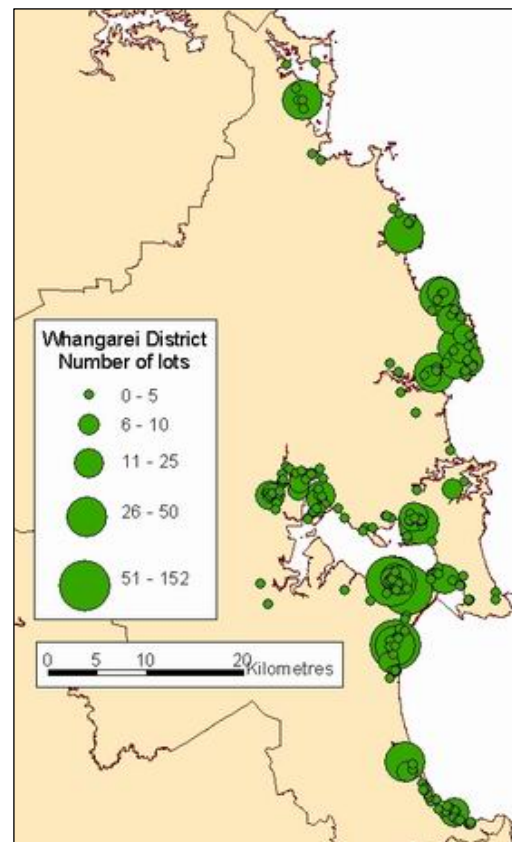 Whangarei District
Number of lots
0 - 5
6 - 10
11 - 25
26 - 50
51 - 152
0 5 10 20
Kilometres